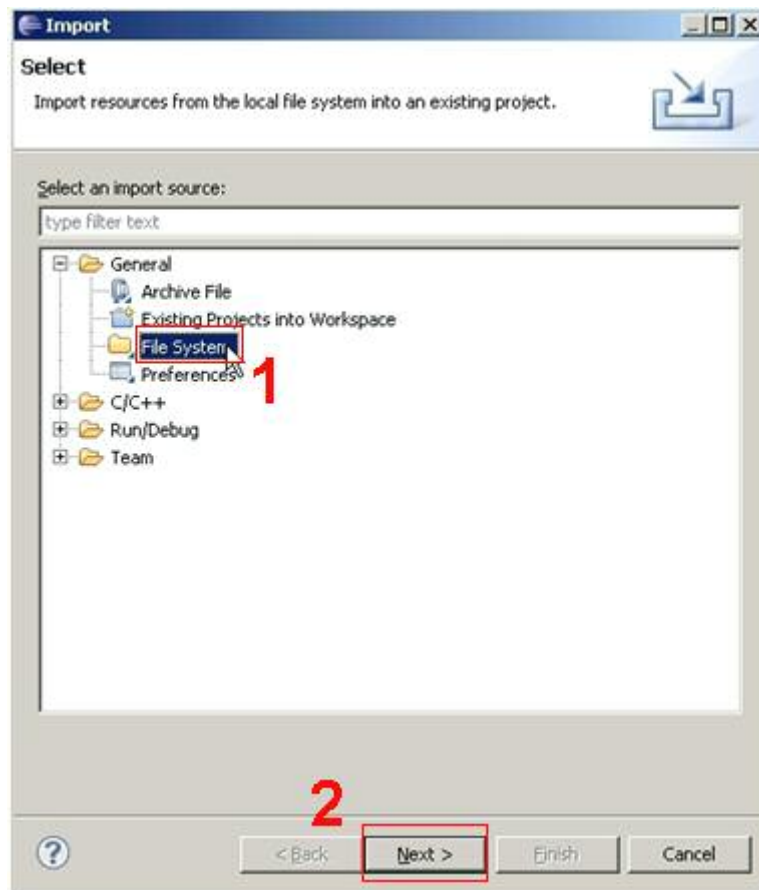 Import
Select
Import resources from the local file system into an existing project.
Select an import source:
type filter text
General
Archive File
Existing Projects into Workspace
File System
1
Preferences
C/C++
Run/Debug
Team
2
?
< Back
Next >
Finish
Cancel